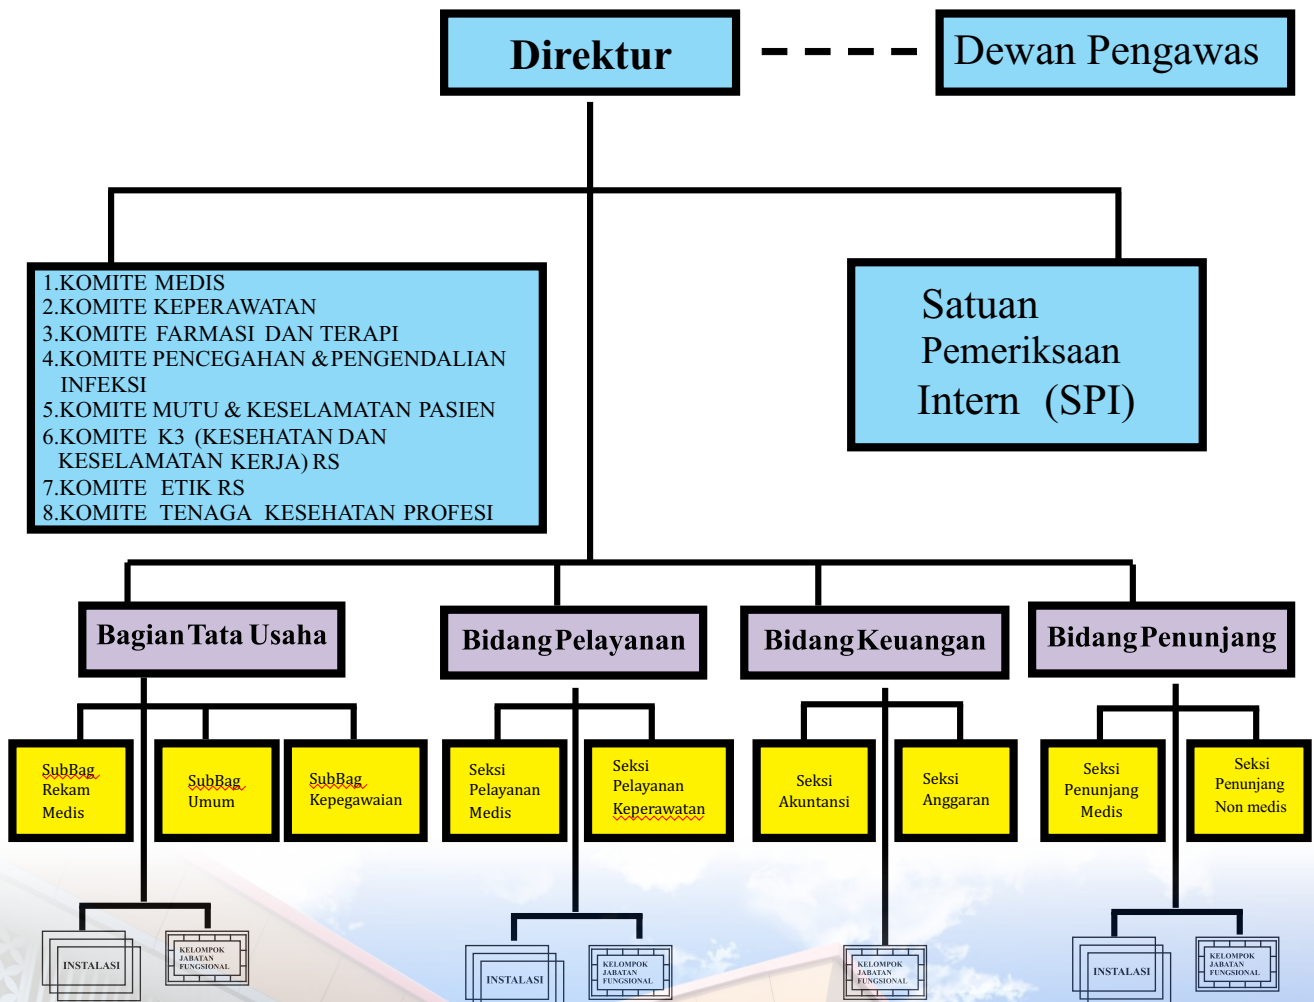 Direktur
Dewan Pengawas
1.KOMITE MEDIS
2.KOMITE KEPERAWATAN
3.KOMITE FARMASI DAN TERAPI
4.KOMITE PENCEGAHAN & PENGENDALIAN
INFEKSI
5.KOMITE MUTU & KESELAMATAN PASIEN
6.KOMITE K3 (KESEHATAN DAN
KESELAMATAN KERJA) RS
7.KOMITE ETIK RS
8.KOMITE TENAGA KESEHATAN PROFESI
Satuan
Pemeriksaan
Intern (SPI)
Bagian Tata Usaha
Bidang Pelayanan
Bidang Keuangan
Bidang Penunjang
SubBag
Rekam
Medis
SubBag
Umum
SubBag
Kepegawaian
Seksi
Pelayanan
Medis
Seksi
Pelayanan
Keperawatan
Seksi
Akuntansi
Seksi
Anggaran
Seksi
Penunjang
Medis
Seksi
Penunjang
Non medis
INSTALASI
KELOMPOK
JABATAN
FUNGSIONAL
INSTALASI
KELOMPOK
JABATAN
FUNGSIONAL
KELOMPOK
JABATAN
FUNGSIONAL
INSTALASI
KELOMPOK
JABATAN
FUNGSIONAL